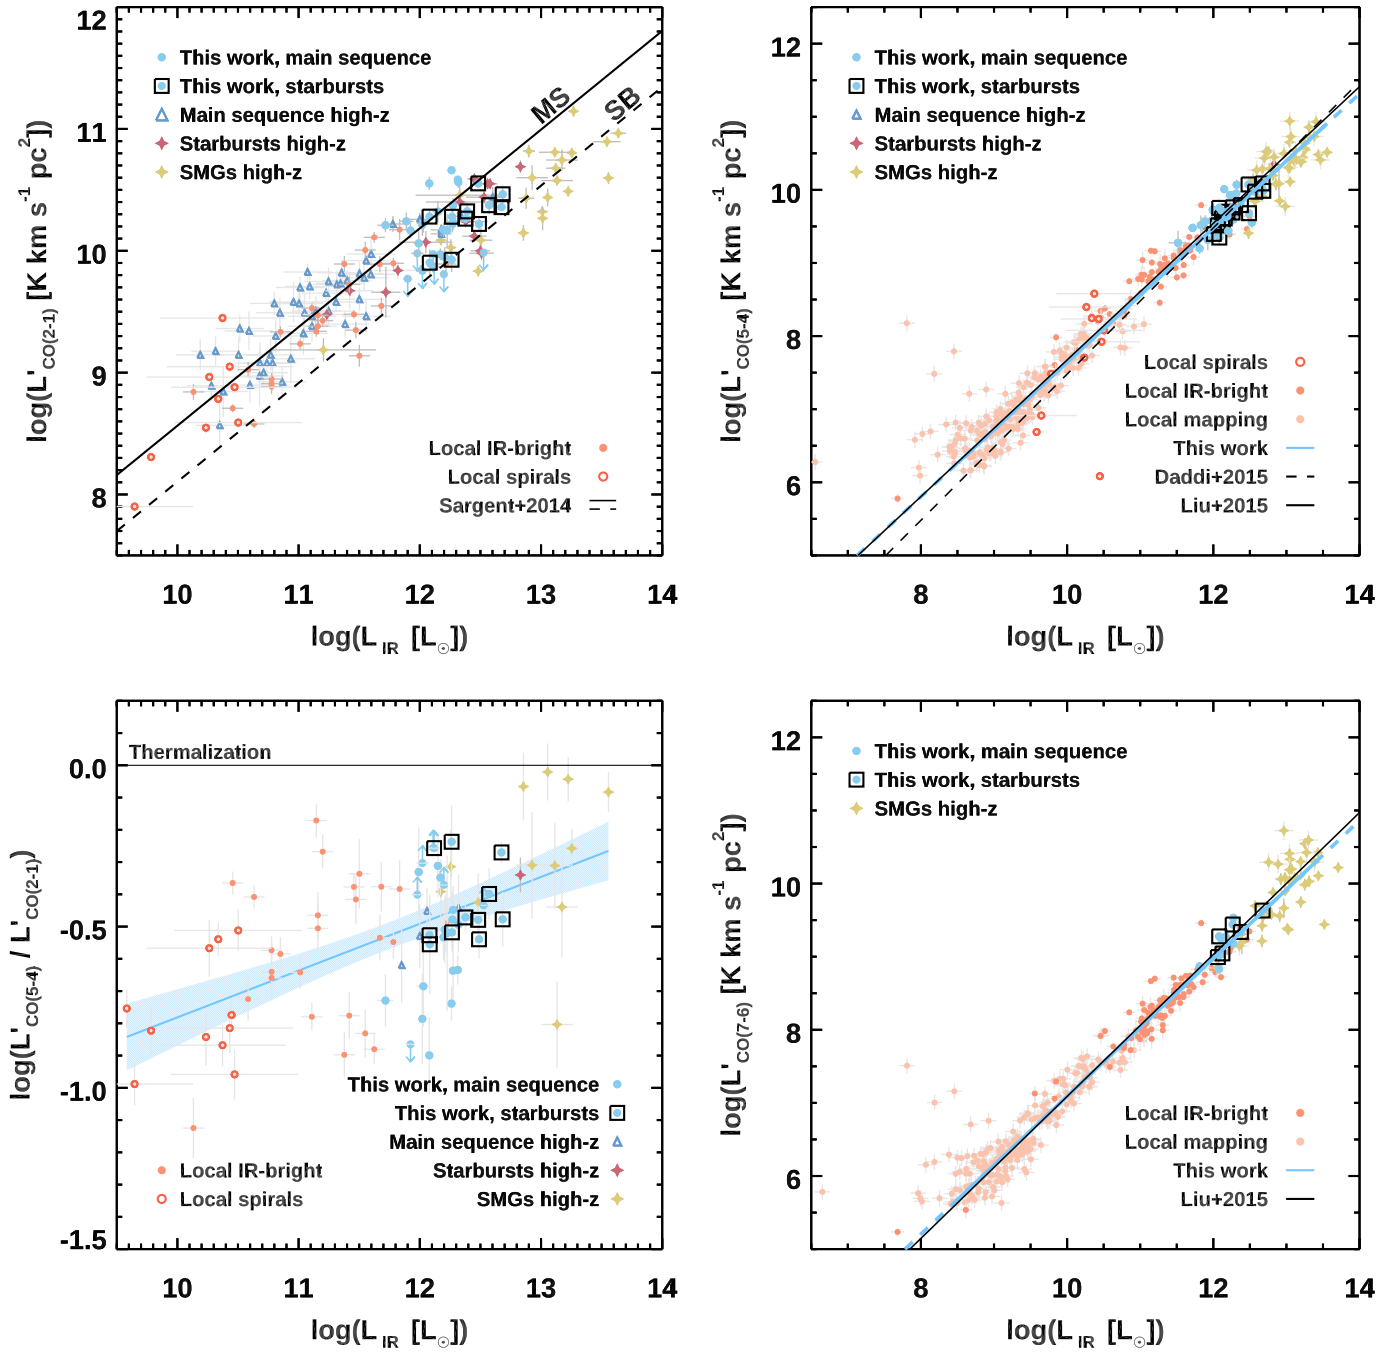 12
11
10
9
8
log(L'CO(2-1) [K km s-1 pc2])
This work, main sequence
This work, starbursts
Main sequence high-z
Starbursts high-z
SMGs high-z
MS
SB
Local IR-bright
Local spirals
Sargent+2014
10 11 12 13 14
log(L IR [L⊙])
12
10
8
6
log(L'CO(5-4) [K km s-1 pc2])
This work, main sequence
This work, starbursts
Main sequence high-z
Starbursts high-z
SMGs high-z
Local spirals
Local IR-bright
Local mapping
This work
Daddi+2015
Liu+2015
8 10 12 14
log(L IR [L⊙])
0.0
-0.5
-1.0
-1.5
log(L'CO(5-4) / L'CO(2-1))
Thermalization
This work, main sequence
This work, starbursts
Main sequence high-z
Starbursts high-z
SMGs high-z
Local IR-bright
Local spirals
10 11 12 13 14
log(L IR [L⊙])
12
10
8
6
log(L'CO(7-6) [K km s-1 pc2])
This work, main sequence
This work, starbursts
SMGs high-z
Local IR-bright
Local mapping
This work
Liu+2015
8 10 12 14
log(L IR [L⊙])